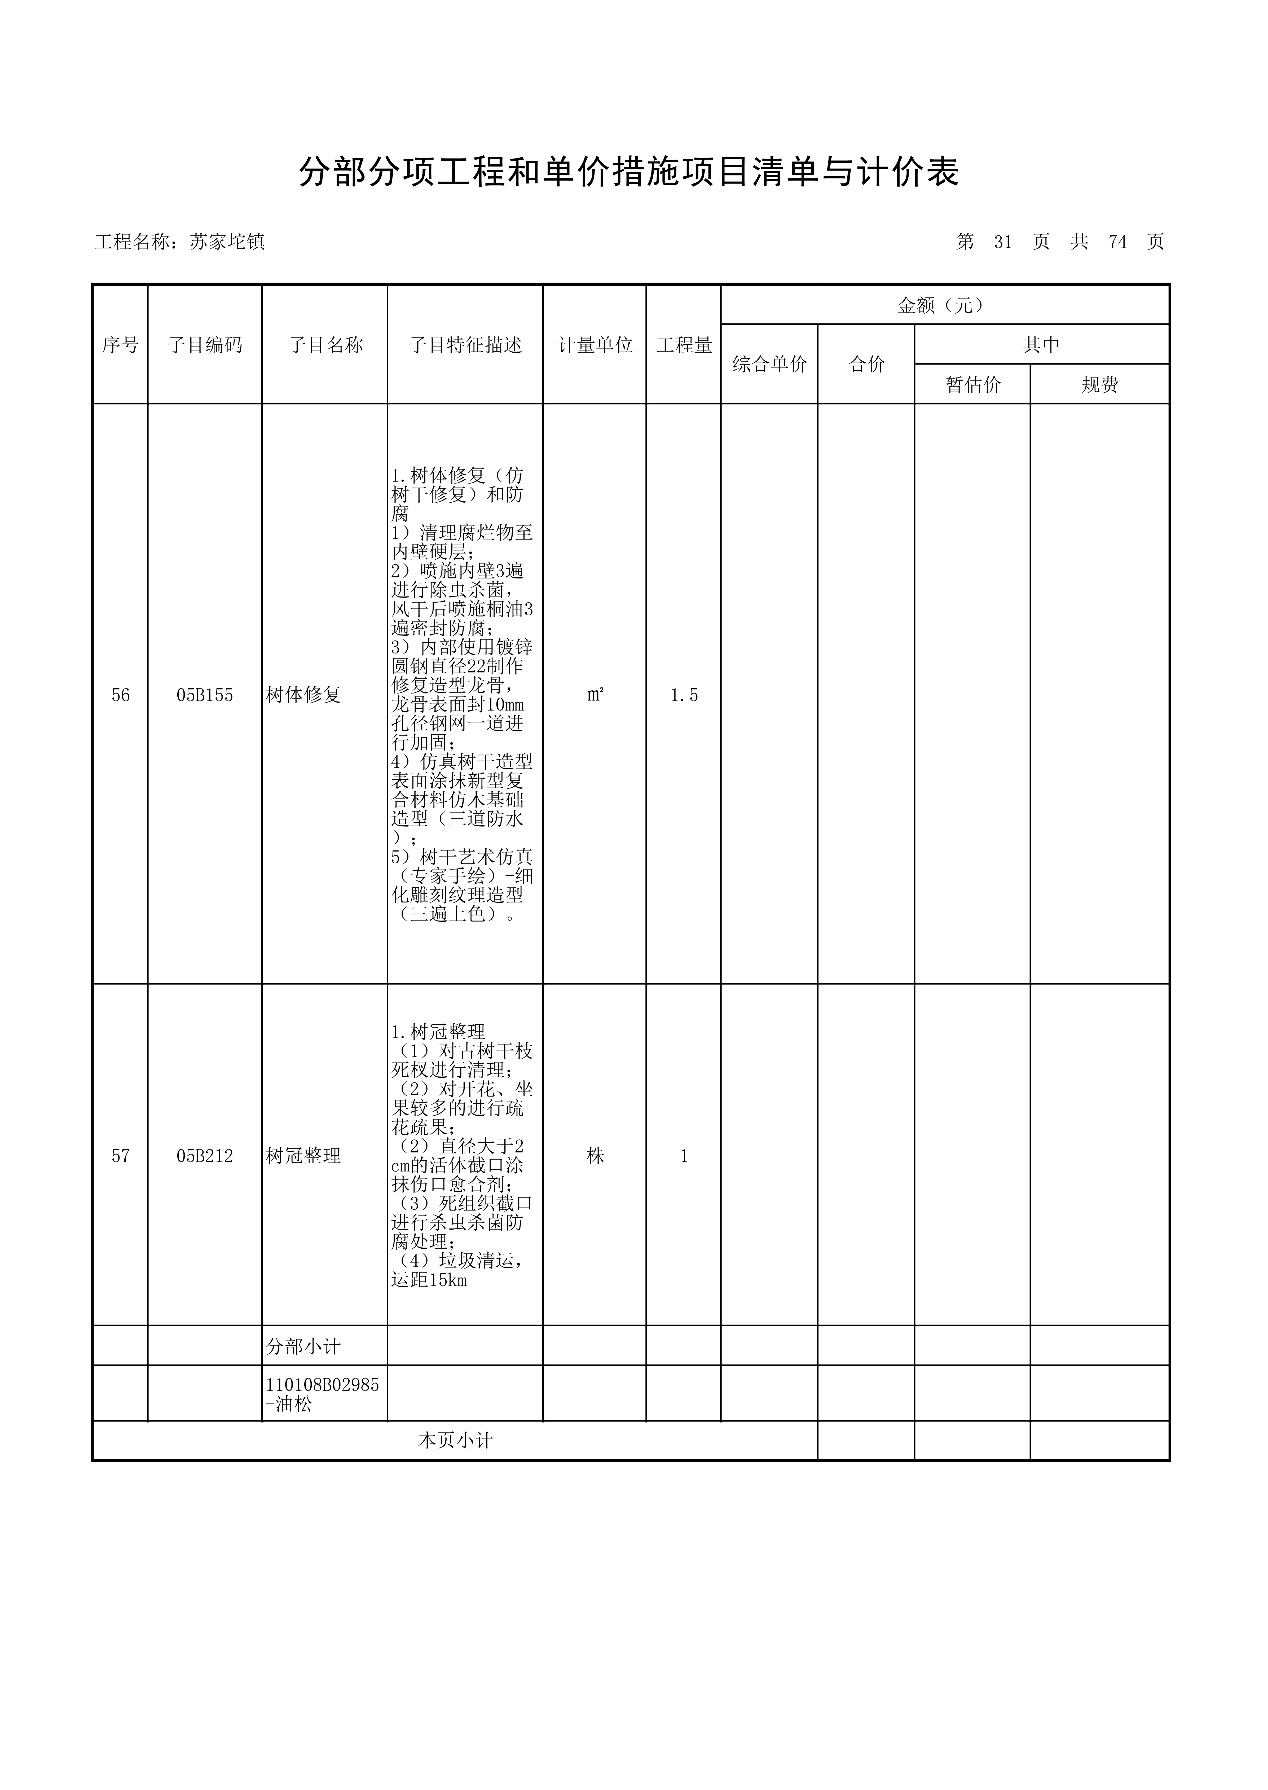 分部分项工程和单价措施项目清单与计价表
工程名称：苏家坨镇
第 31 页 共 74 页
序号 子目编码 子目名称 子目特征描述 计量单位 工程量 金额（元）
综合单价 合价 其中
暂估价 规费
56 05B155 树体修复 m² 1.5
1.树体修复（仿
树干修复）和防
腐
1）清理腐烂物至
内壁硬层；
2）喷施内壁3遍
进行除虫杀菌，
风干后喷施桐油3
遍密封防腐；
3）内部使用镀锌
圆钢直径22制作
修复造型龙骨，
龙骨表面封10mm
孔径钢网一道进
行加固；
4）仿真树干造型
表面涂抹新型复
合材料仿木基础
造型（三道防水
）；
5）树干艺术仿真
（专家手绘）-细
化雕刻纹理造型
（三遍上色）。
57 05B212 树冠整理 株 1
1.树冠整理
（1）对古树干枝
死杈进行清理；
（2）对开花、坐
果较多的进行疏
花疏果；
（2）直径大于2
cm的活体截口涂
抹伤口愈合剂；
（3）死组织截口
进行杀虫杀菌防
腐处理；
（4）垃圾清运，
运距15km
分部小计
110108B02985
-油松
本页小计